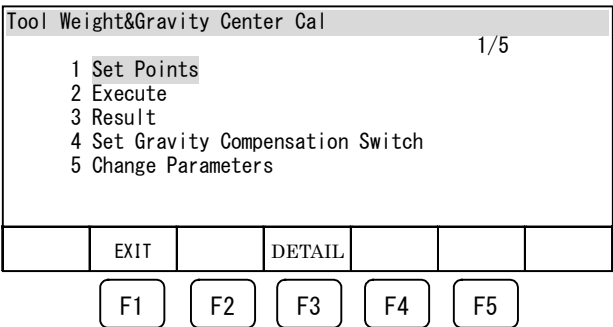 Tool Weight&Gravity Center Cal
1/5
1 Set Points
2 Execute
3 Result
4 Set Gravity Compensation Switch
5 Change Parameters
EXIT DETAIL
F1 F2 F3 F4 F5